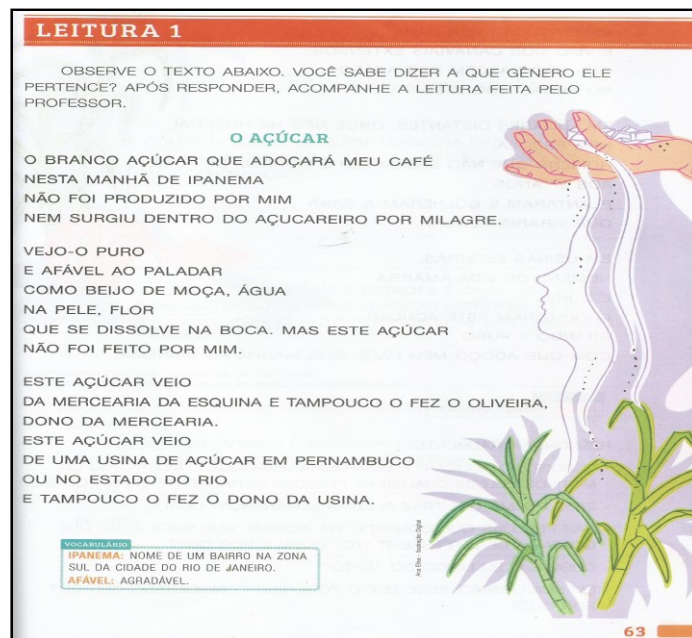 LEITURA 1
OBSERVE O TEXTO ABAIXO. VOCÊ SABE DIZER A QUE GÊNERO ELE
PERTENCE? APÓS RESPONDER, ACOMPANHE A LEITURA FEITA PELO
PROFESSOR.
O AÇÚCAR
O BRANCO AÇÚCAR QUE ADOÇARÁ MEU CAFÉ
NESTA MANHÃ DE IPANEMA
NÃO FOI PRODUZIDO POR MIM
NEM SURGIU DENTRO DO AÇUCAREIRO POR MILAGRE.
VEJO-O PURO
E AFÁVEL AO PALADAR
COMO BEIJO DE MOÇA, ÁGUA
NA PELE, FLOR
QUE SE DISSOLVE NA BOCA. MAS ESTE AÇÚCAR
NÃO FOI FEITO POR MIM.
ESTE AÇÚCAR VEIO
DA MERCEARIA DA ESQUINA E TAMPOUCO O FEZ O OLIVEIRA,
DONO DA MERCEARIA.
ESTE AÇÚCAR VEIO
DE UMA USINA DE AÇÚCAR EM PERNAMBUCO
OU NO ESTADO DO RIO
E TAMPOUCO O FEZ O DONO DA USINA.
VOCABULÁRIO
IPANEMA: NOME DE UM BAIRRO NA ZONA
SUL DA CIDADE DO RIO DE JANEIRO.
AFÁVEL: AGRADÁVEL.
63